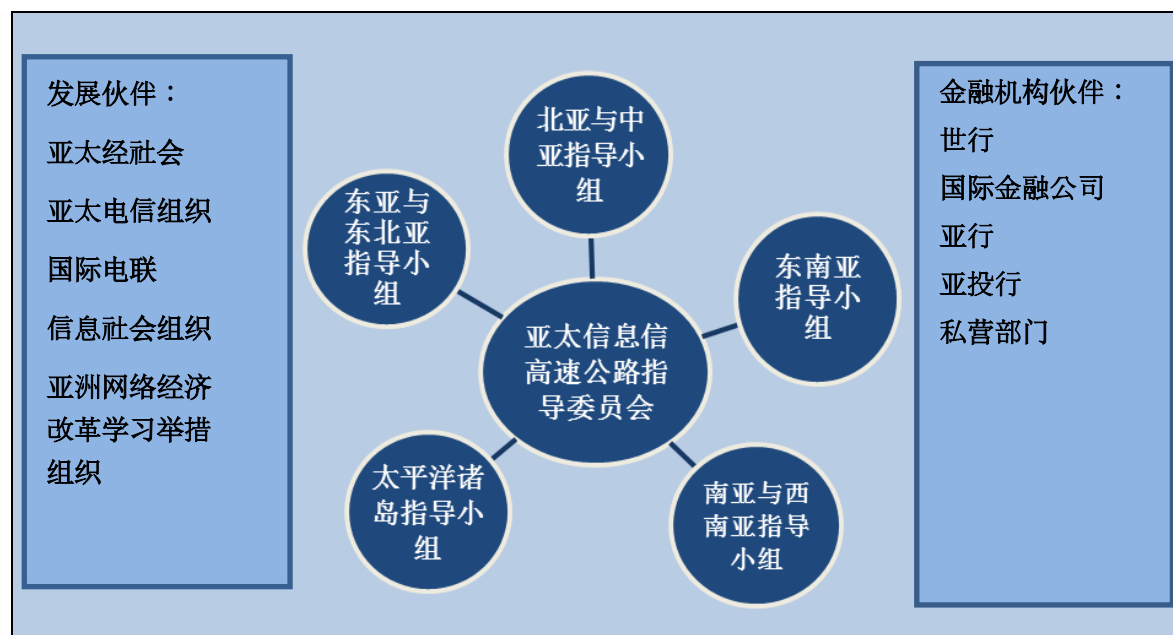 发展伙伴：
亚太经社会
亚太电信组织
国际电联
信息社会组织
亚洲网络经济
改革学习举措
组织
北亚与中
亚指导小
组
东亚与
东北亚
指导小
组
东南亚
指导小
组
亚太信息信
高速公路指
导委员会
太平洋诸
岛指导小
组
南亚与西
南亚指导
小组
金融机构伙伴：
世行
国际金融公司
亚行
亚投行
私营部门